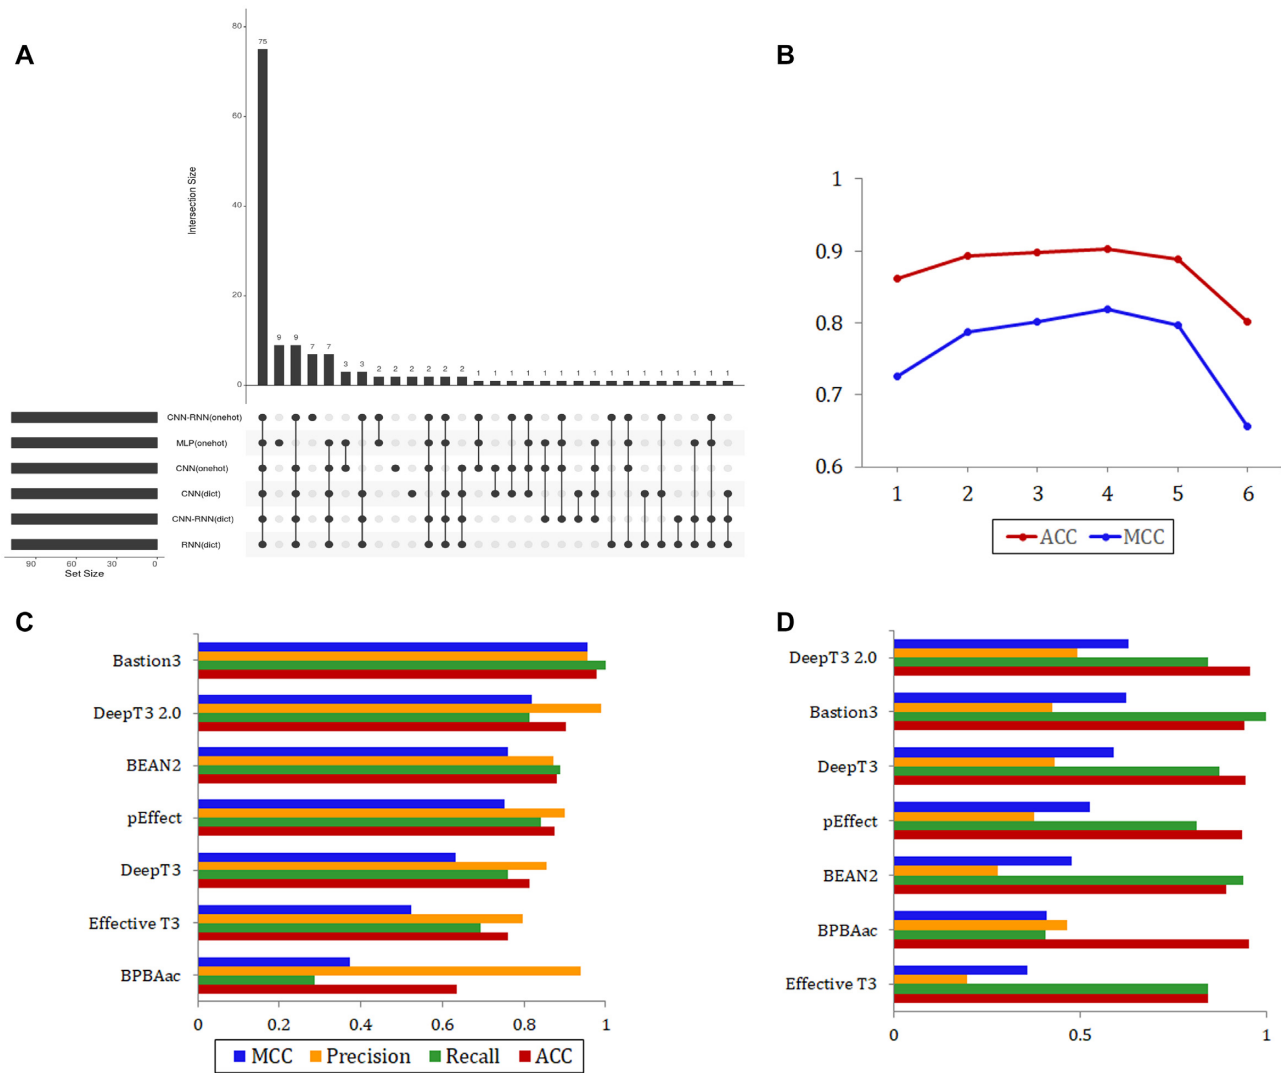 A
80
60
40
20
0
Intersection Size
75 9 9 7 7 3 3 2 2 2 2 2 2 1 1 1 1 1 1 1 1 1 1 1 1 1 1 1 1
CNN-RNN(onehot)
MLP(onehot)
CNN(onehot)
CNN(dict)
CNN-RNN(dict)
RNN(dict)
90 60 30 0
Set Size
B
1
0.9
0.8
0.7
0.6
1 2 3 4 5 6
ACC MCC
C
Bastion3
DeepT3 2.0
BEAN2
pEffect
DeepT3
Effective T3
BPBAac
0 0.2 0.4 0.6 0.8 1
MCC Precision Recall ACC
D
DeepT3 2.0
Bastion3
DeepT3
pEffect
BEAN2
BPBAac
Effective T3
0 0.5 1